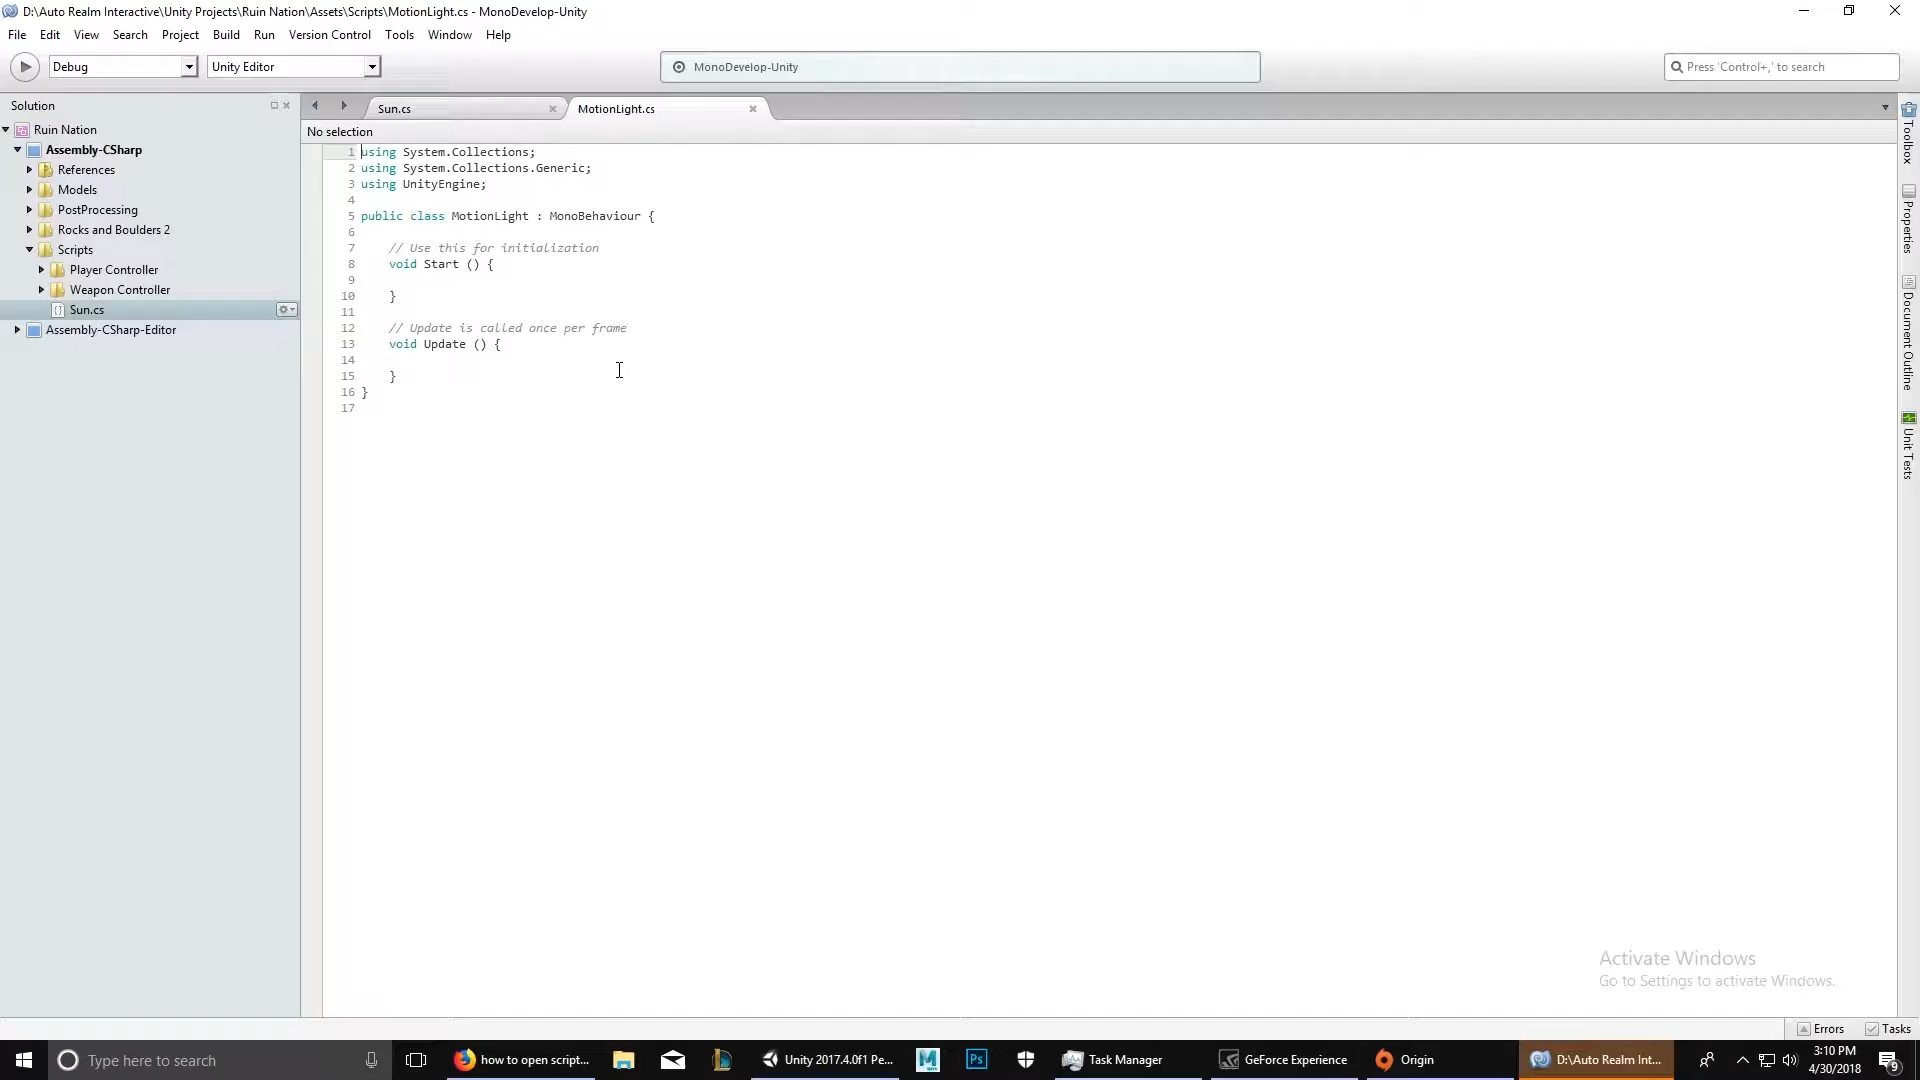 D:\Auto Realm Interactive\Unity Projects\Ruin Nation\Assets\Scripts\MotionLight.cs - MonoDevelop-Unity
File Edit View Search Project Build Run Version Control Tools Window Help
Debug Unity Editor MonoDevelop-Unity Press 'Control+,' to search
Solution
Sun.cs MotionLight.cs
No selection
Ruin Nation
Assembly-CSharp
References
Models
PostProcessing
Rocks and Boulders 2
Scripts
Player Controller
Weapon Controller
Sun.cs
Assembly-CSharp-Editor
1 using System.Collections;
2 using System.Collections.Generic;
3 using UnityEngine;
4
5 public class MotionLight : MonoBehaviour {
6
7 // Use this for initialization
8 void Start () {
9
10 }
11
12 // Update is called once per frame
13 void Update () {
14
15 }
16 }
17
Toolbox
Properties
Document Outline
Unit Tests
Activate Windows
Go to Settings to activate Windows.
Errors Tasks
Type here to search
how to open script...
Unity 2017.4.0f1 Pe...
Ps
Task Manager
GeForce Experience
Origin
D:\Auto Realm Int...
3:10 PM
4/30/2018
9